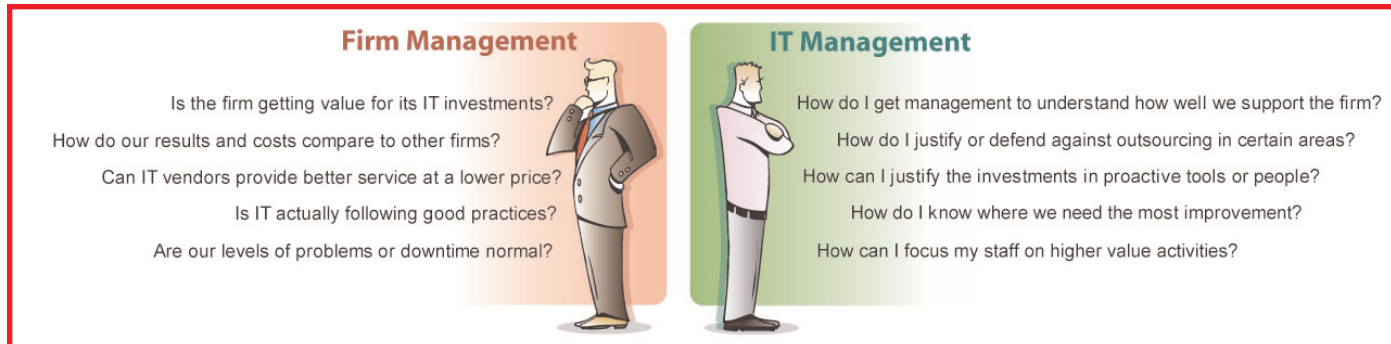 Firm Management
Is the firm getting value for its IT investments?
How do our results and costs compare to other firms?
Can IT vendors provide better service at a lower price?
Is IT actually following good practices?
Are our levels of problems or downtime normal?
IT Management
How do I get management to understand how well we support the firm?
How do I justify or defend against outsourcing in certain areas?
How can I justify the investments in proactive tools or people?
How do I know where we need the most improvement?
How can I focus my staff on higher value activities?